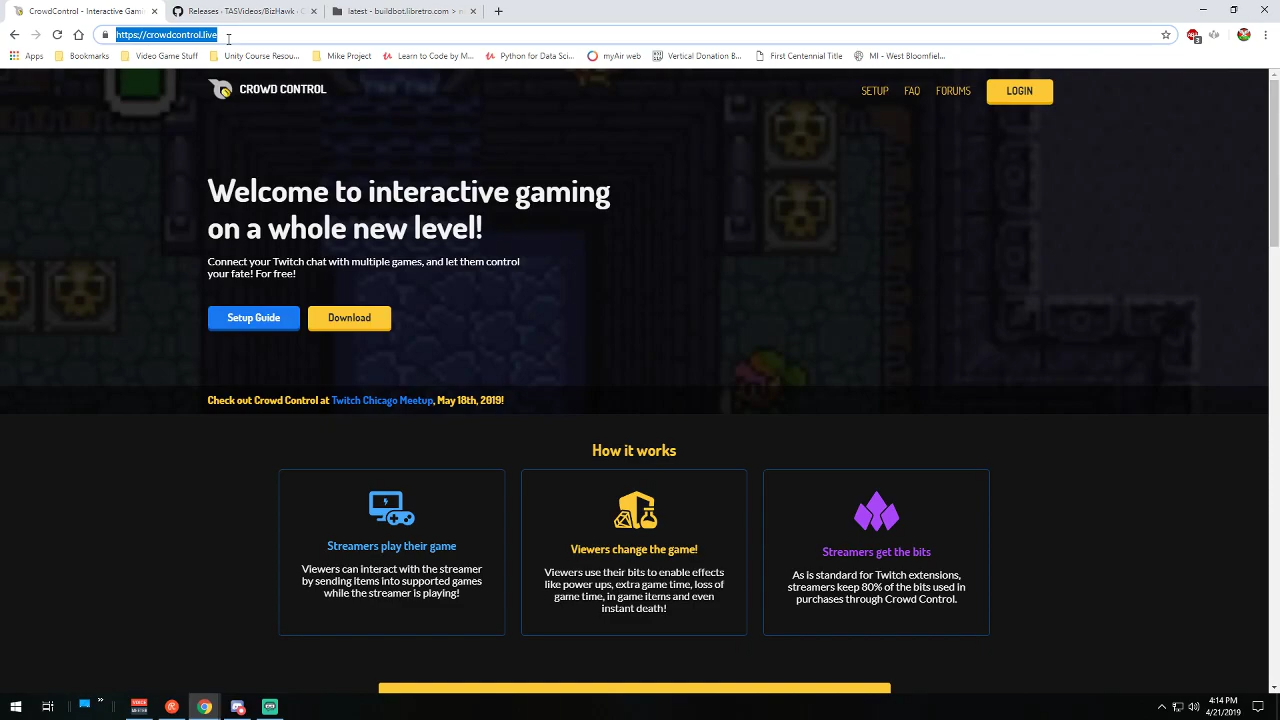 CrowdControl - Interactive Gamin
Releases · TASVideos/BizHawk · G
latest - buildbot.libretro.com > n
https://crowdcontrol.live
Apps
Bookmarks
Video Game Stuff
Unity Course Resou...
Mike Project
Learn to Code by M...
Python for Data Sci...
myAir web
Vertical Donation B...
First Centennial Title
MI - West Bloomfiel...
CROWD CONTROL
SETUP
FAQ
FORUMS
LOGIN
Welcome to interactive gaming
on a whole new level!
Connect your Twitch chat with multiple games, and let them control
your fate! For free!
Setup Guide
Download
Check out Crowd Control at Twitch Chicago Meetup, May 18th, 2019!
How it works
Streamers play their game
Viewers can interact with the streamer
by sending items into supported games
while the streamer is playing!
Viewers change the game!
Viewers use their bits to enable effects
like power ups, extra game time, loss of
game time, in game items and even
instant death!
Streamers get the bits
As is standard for Twitch extensions,
streamers keep 80% of the bits used in
purchases through Crowd Control.
4:14 PM
4/21/2019